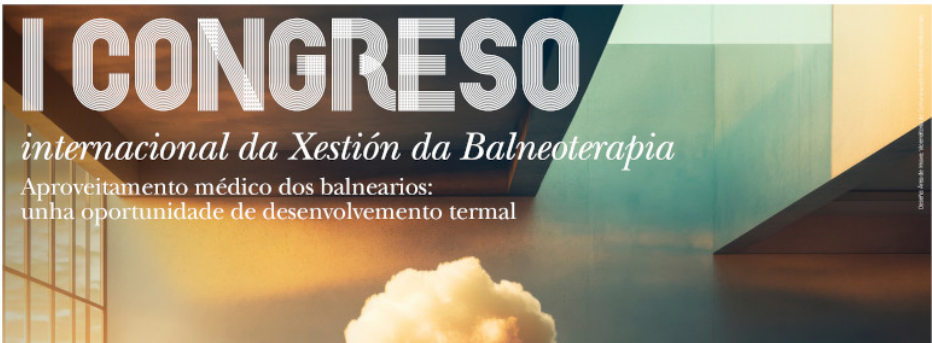 I CONGRESO
internacional da Xestión da Balneoterapia
Aproveitamento médico dos balnearios:
unha oportunidade de desenvolvemento termal